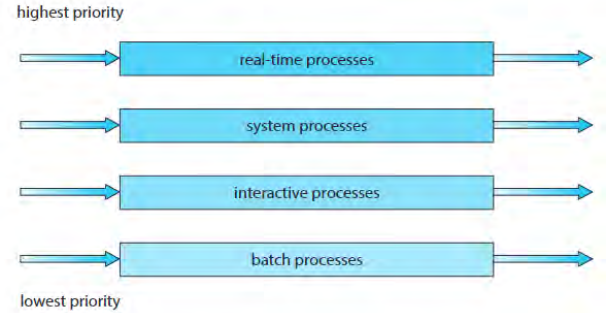 highest priority
real-time processes
system processes
interactive processes
batch processes
lowest priority